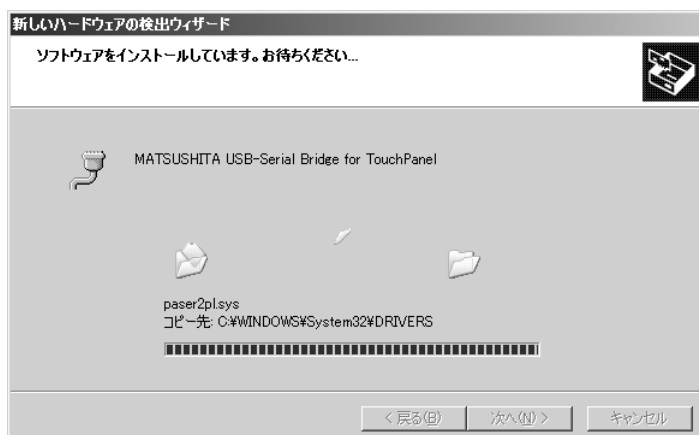 新しいハードウェアの検出ウィザード
ソフトウェアをインストールしています。お待ちください...
MATSUSHITA USB-Serial Bridge for TouchPanel
paser2pl.sys
コピー先: C:¥WINDOWS¥System32¥DRIVERS
< 戻る(B) 次へ(N) > キャンセル